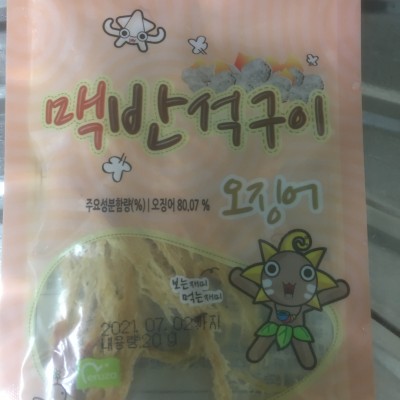 맥반석구이
주요성분함량(%) | 오징어 80.07 %
오징어
보는재미
먹는재미
2021.07.02까지
내용량:20g